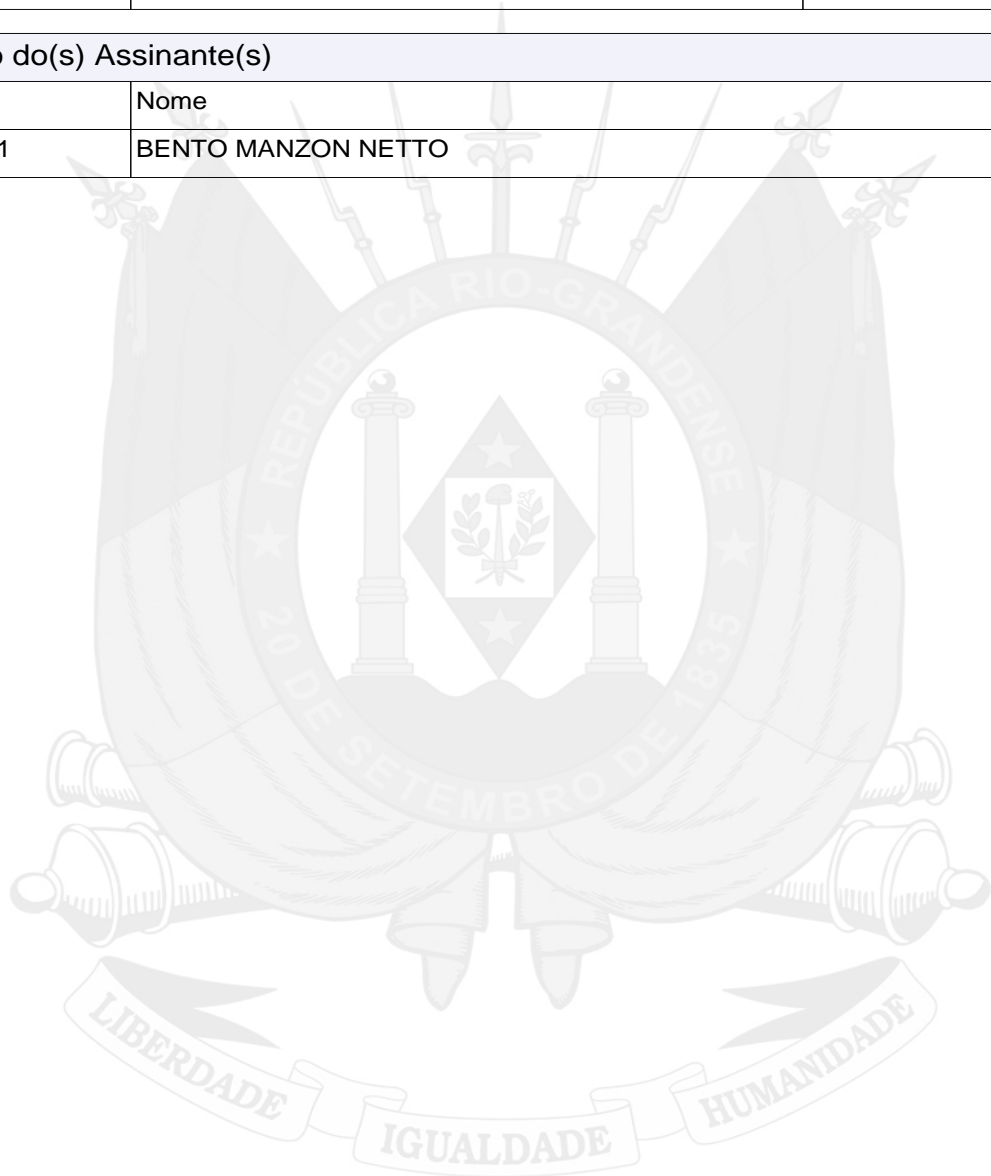 o do(s) Assinante(s)
Nome
1 BENTO MANZON NETTO
REPÚBLICA RIO-GRANDENSE
20 DE SETEMBRO DE 1835
LIBERDADE IGUALDADE HUMANIDADE